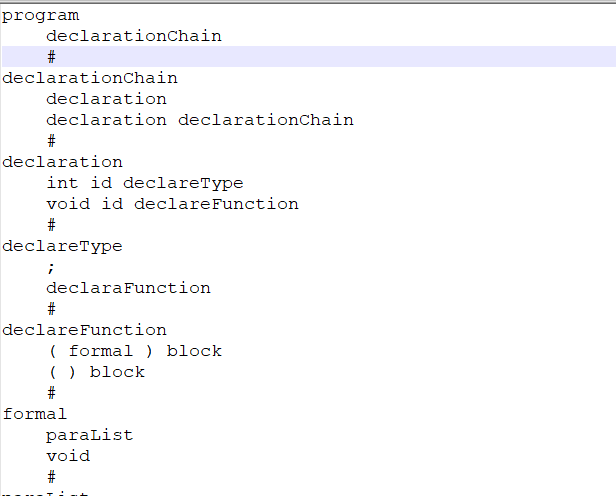 program
declarationChain
#
declarationChain
declaration
declaration declarationChain
#
declaration
int id declareType
void id declareFunction
#
declareType
;
declaraFunction
#
declareFunction
( formal ) block
( ) block
#
formal
paraList
void
#